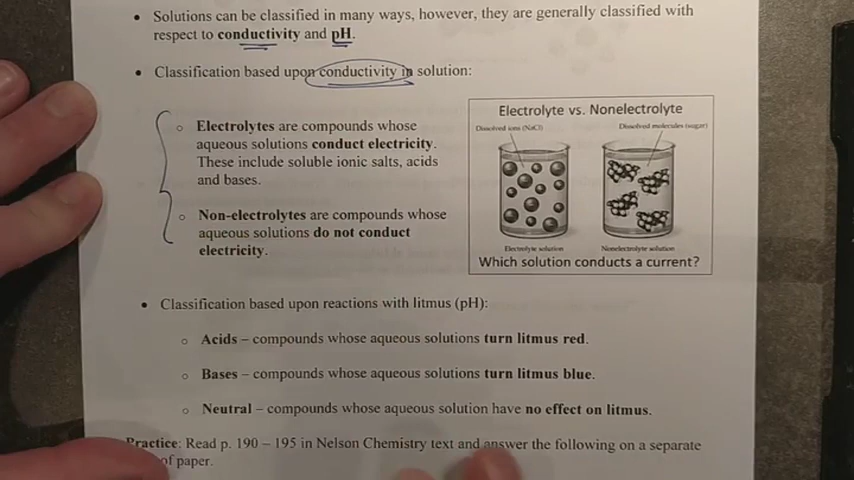 • Solutions can be classified in many ways, however, they are generally classified with
respect to conductivity and pH.
• Classification based upon conductivity in solution:
○ Electrolytes are compounds whose
aqueous solutions conduct electricity.
These include soluble ionic salts, acids
and bases.
○ Non-electrolytes are compounds whose
aqueous solutions do not conduct
electricity.
Electrolyte vs. Nonelectrolyte
Dissolved ions (NaCl)
Dissolved molecules (sugar)
Electrolyte solution
Nonelectrolyte solution
Which solution conducts a current?
• Classification based upon reactions with litmus (pH):
○ Acids – compounds whose aqueous solutions turn litmus red.
○ Bases – compounds whose aqueous solutions turn litmus blue.
○ Neutral – compounds whose aqueous solution have no effect on litmus.
Practice: Read p. 190 – 195 in Nelson Chemistry text and answer the following on a separate
of paper.